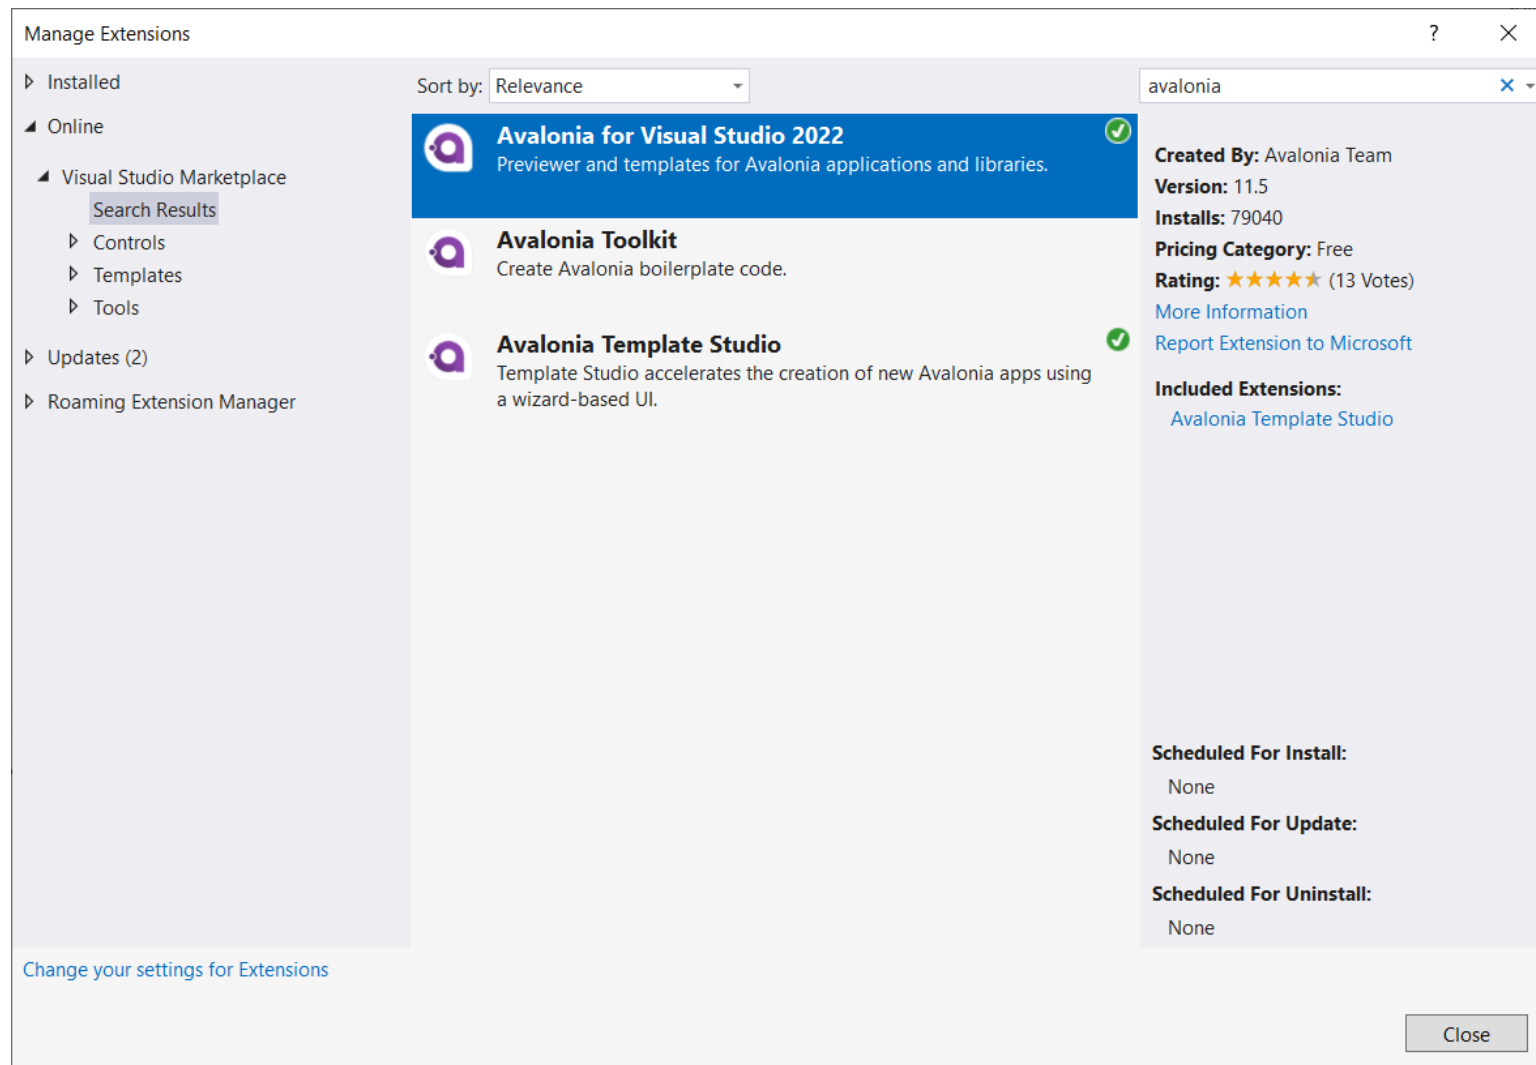 Manage Extensions
?
Installed
Online
Visual Studio Marketplace
Search Results
Controls
Templates
Tools
Updates (2)
Roaming Extension Manager
Change your settings for Extensions
Sort by: Relevance
Avalonia for Visual Studio 2022
Previewer and templates for Avalonia applications and libraries.
Avalonia Toolkit
Create Avalonia boilerplate code.
Avalonia Template Studio
Template Studio accelerates the creation of new Avalonia apps using
a wizard-based UI.
avalonia
Created By: Avalonia Team
Version: 11.5
Installs: 79040
Pricing Category: Free
Rating: (13 Votes)
More Information
Report Extension to Microsoft
Included Extensions:
Avalonia Template Studio
Scheduled For Install:
None
Scheduled For Update:
None
Scheduled For Uninstall:
None
Close